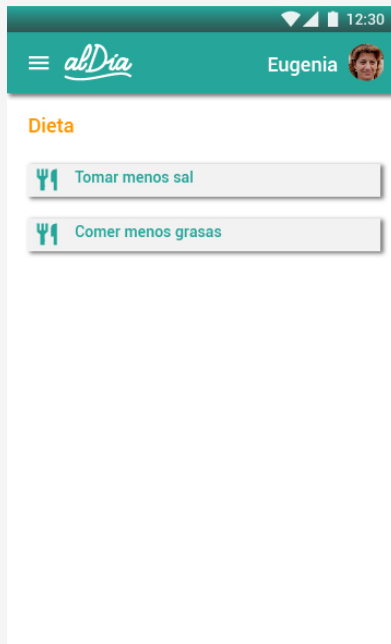 12:30
alDía
Eugenia
Dieta
Tomar menos sal
Comer menos grasas